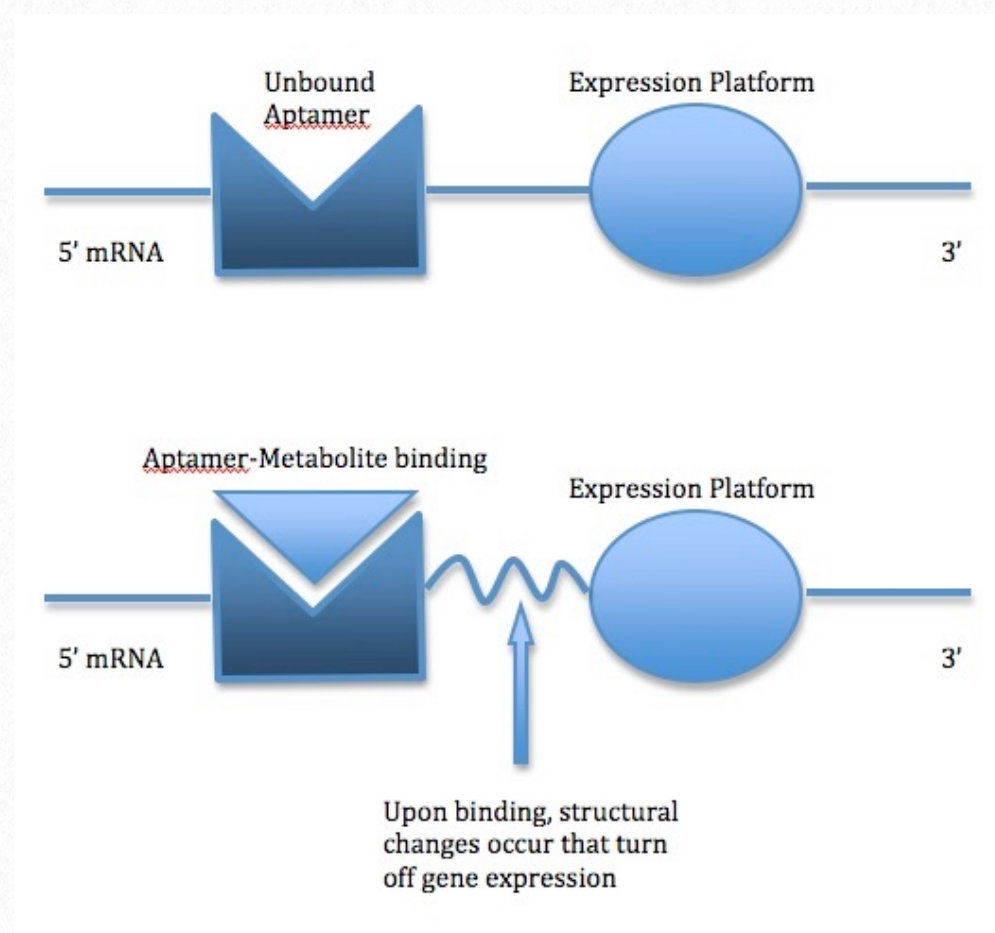 Unbound
Aptamer
Expression Platform
5’ mRNA
3’
Aptamer-Metabolite binding
Expression Platform
5’ mRNA
3’
Upon binding, structural
changes occur that turn
off gene expression